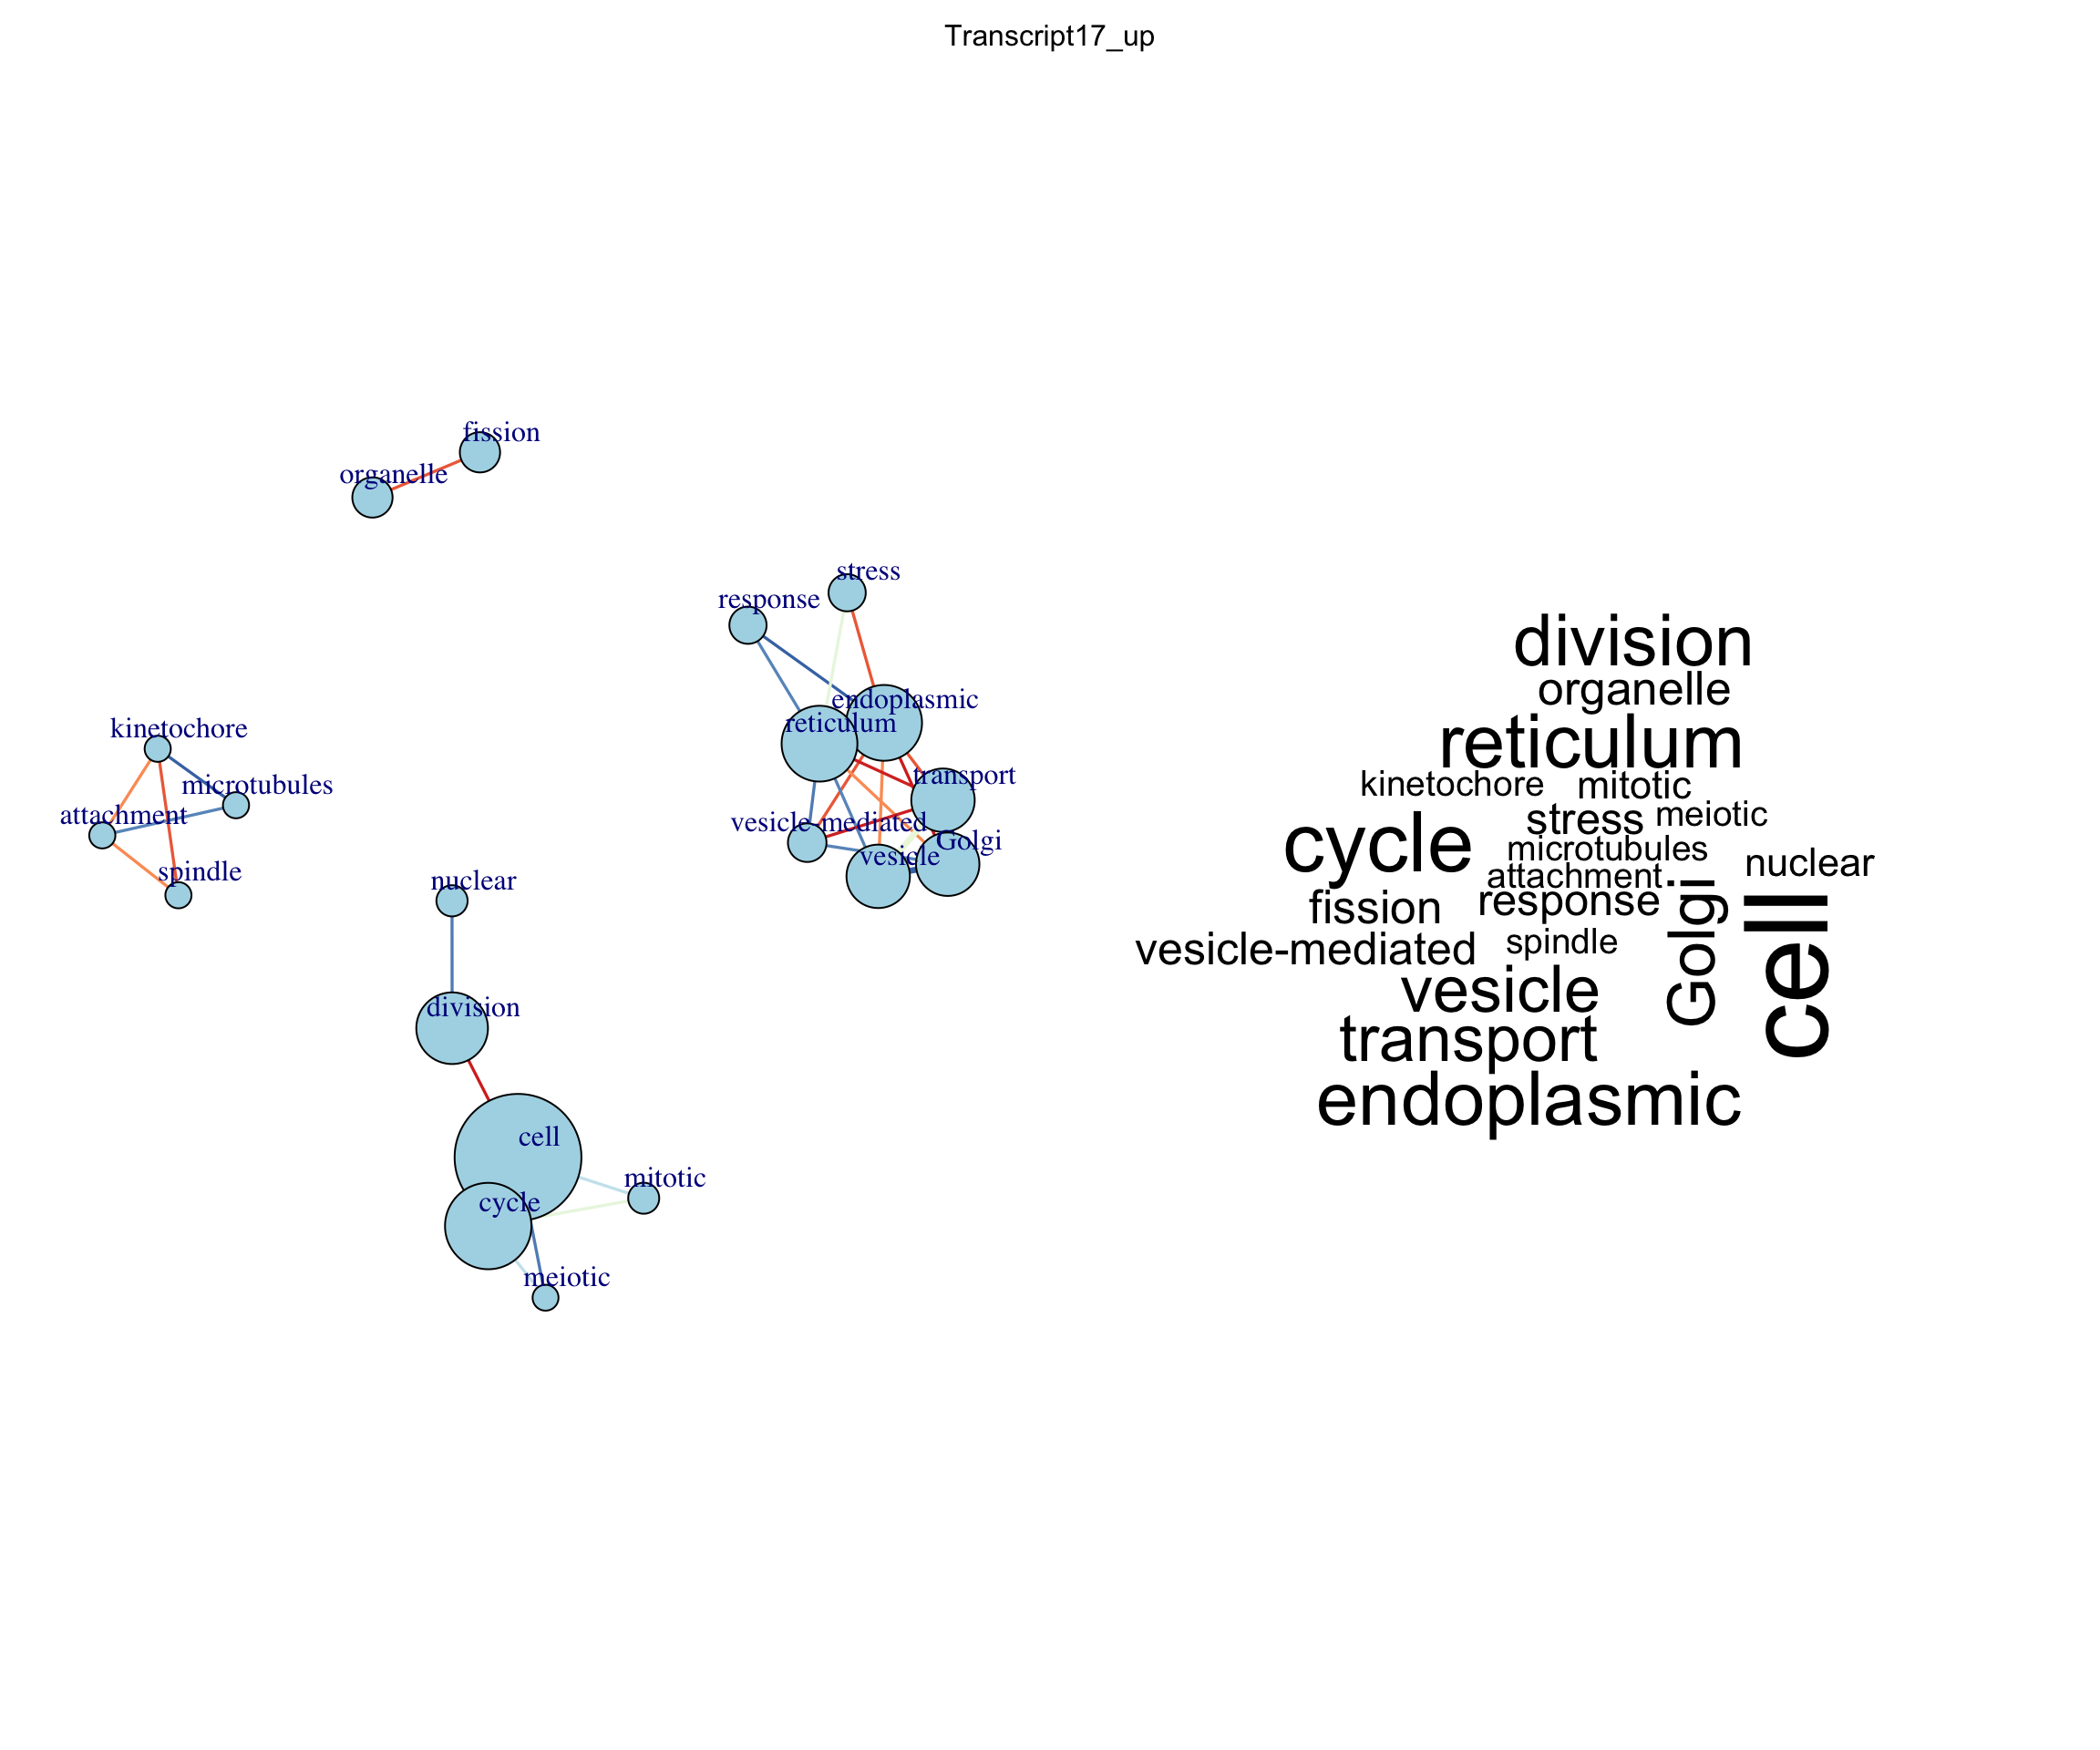 Transcript17_up
fission
organelle
stress
response
endoplasmic
reticulum
kinetochore
microtubules
attachment
spindle
transport
vesicle-mediated
Golgi
vesicle
nuclear
division
cell
mitotic
cycle
meiotic
division
organelle
reticulum
kinetochore
mitotic
stress
meiotic
cycle
microtubules
nuclear
attachment
response
fission
Golgi
cell
vesicle-mediated
spindle
vesicle
transport
endoplasmic